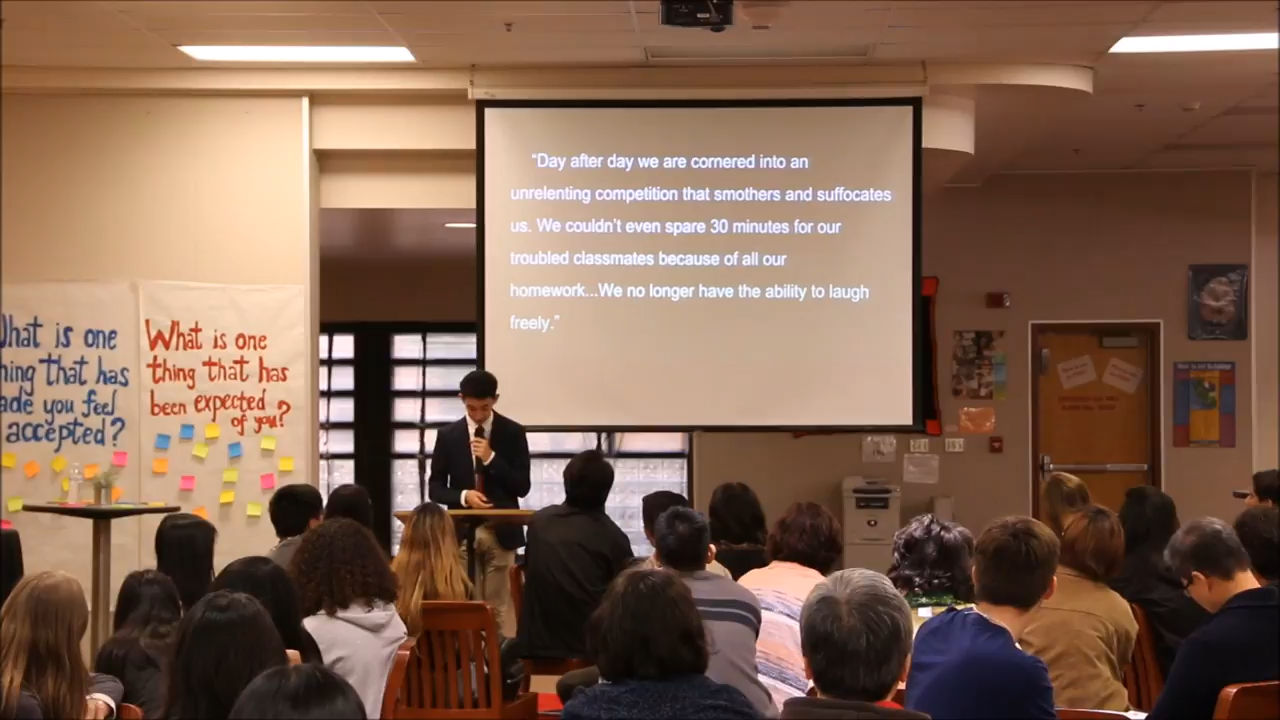 “Day after day we are cornered into an
unrelenting competition that smothers and suffocates
us. We couldn’t even spare 30 minutes for our
troubled classmates because of all our
homework...We no longer have the ability to laugh
freely.”
What is one
thing that has
made you feel
accepted?
What is one
thing that has
been expected
of you?